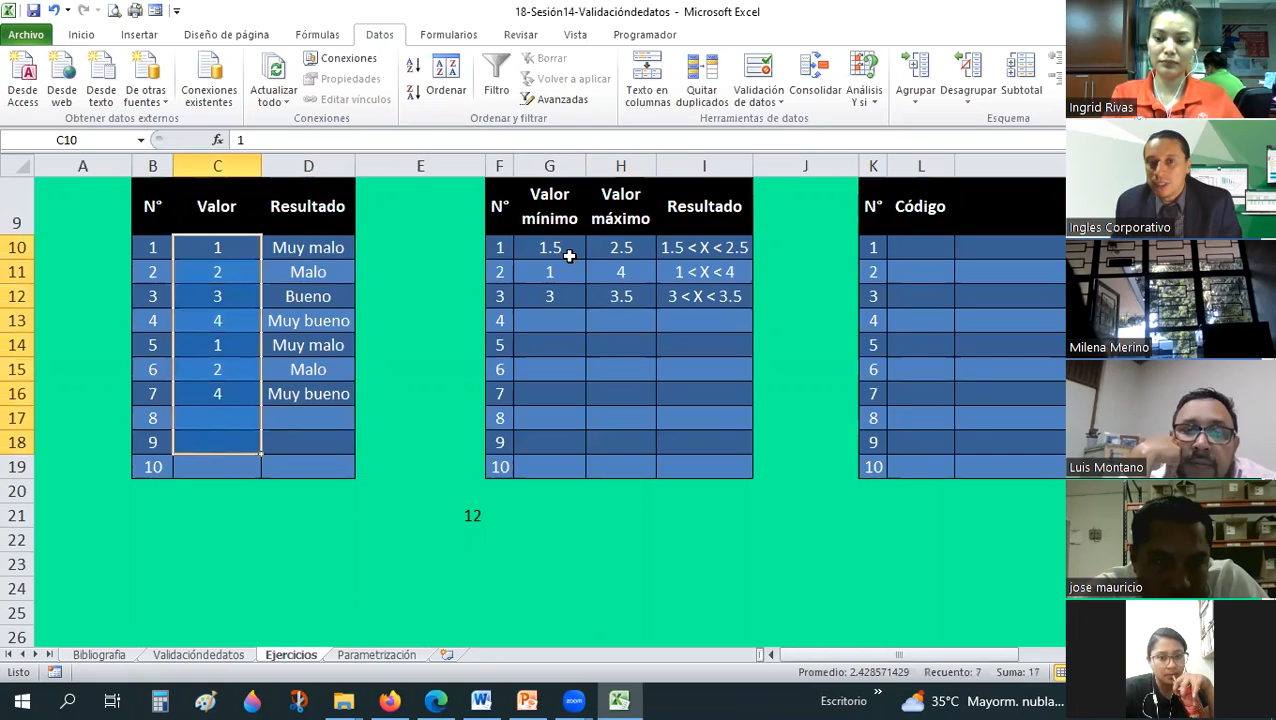 18-Sesión14-Validacióndedatos - Microsoft Excel
Archivo Inicio Insertar Diseño de página Fórmulas Datos Formularios Revisar Vista Programador
Desde Access
Desde web
Desde texto
De otras fuentes
Conexiones existentes
Obtener datos externos
Actualizar todo
Conexiones
Propiedades
Editar vínculos
Conexiones
Ordenar
Filtro
Borrar
Volver a aplicar
Avanzadas
Ordenar y filtrar
Texto en columnas
Quitar duplicados
Validación de datos
Consolidar
Análisis Y si
Herramientas de datos
Agrupar
Desagrupar
Subtotal
Esquema
C10 fx 1
A B C D E F G H I J K L
9 N° Valor Resultado N° Valor mínmo Valor máximo Resultado N° Código
10 1 1 Muy malo 1 1.5 2.5 1.5 < X < 2.5 1
11 2 2 Malo 2 1 4 1 < X < 4 2
12 3 3 Bueno 3 3 3.5 3 < X < 3.5 3
13 4 4 Muy bueno 4 4
14 5 1 Muy malo 5 5
15 6 2 Malo 6 6
16 7 4 Muy bueno 7 7
17 8 8 8
18 9 9 9
19 10 10 10
20
21 12
22
23
24
25
26
Bibliografia Validacióndedatos Ejercicios Parametrización
Listo Promedio: 2.428571429 Recuento: 7 Suma: 17
zoom Escritorio » 35°C Mayorm. nubla...
Ingrid Rivas
Ingles Corporativo
Milena Merino
Luis Montano
jose mauricio